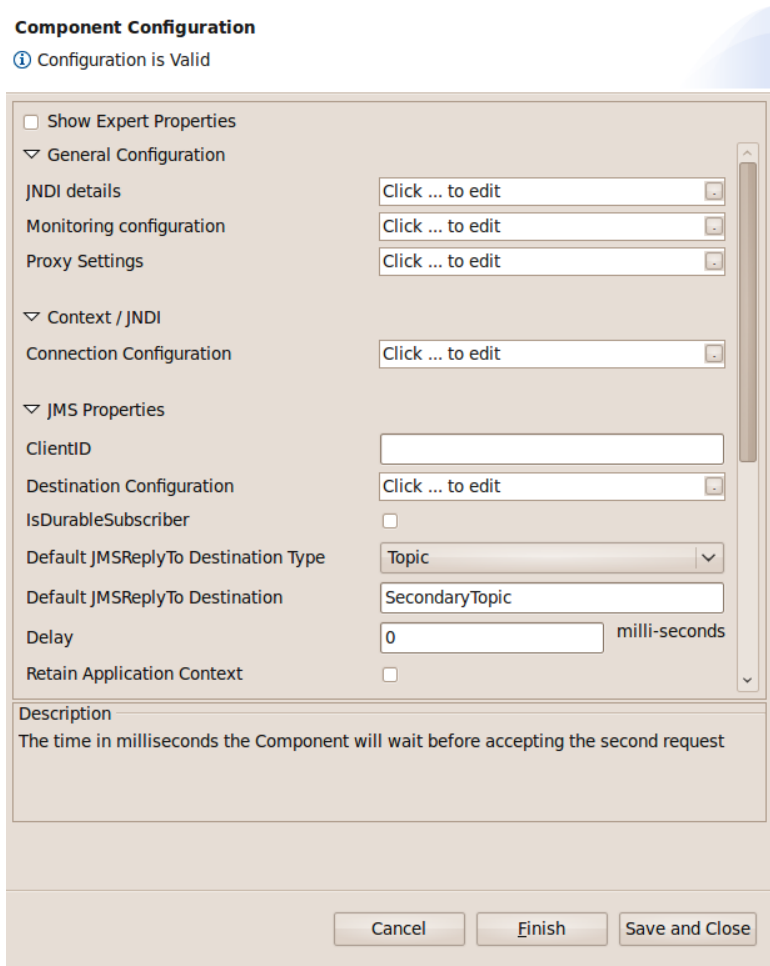 Component Configuration
Configuration is Valid
Show Expert Properties
General Configuration
JNDI details Click ... to edit .
Monitoring configuration Click ... to edit .
Proxy Settings Click ... to edit .
Context / JNDI
Connection Configuration Click ... to edit .
JMS Properties
ClientID
Destination Configuration Click ... to edit .
IsDurableSubscriber
Default JMSReplyTo Destination Type Topic
Default JMSReplyTo Destination SecondaryTopic
Delay 0 milli-seconds
Retain Application Context
Description
The time in milliseconds the Component will wait before accepting the second request
Cancel Finish Save and Close